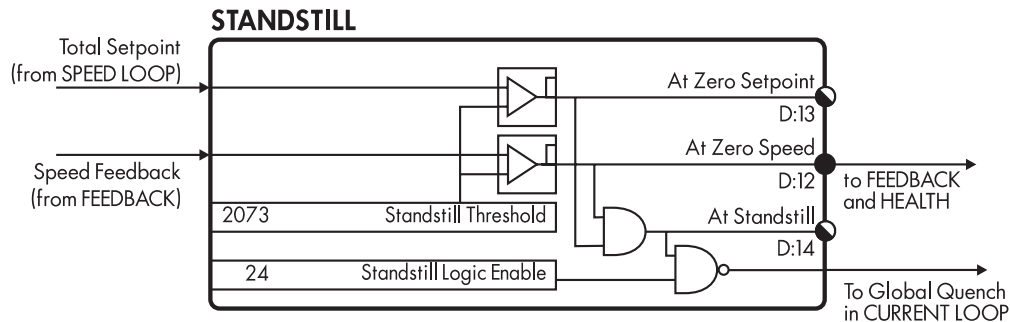 STANDSTILL
Total Setpoint
(from SPEED LOOP)
At Zero Setpoint
D:13
Speed Feedback
(from FEEDBACK)
At Zero Speed
D:12
to FEEDBACK
and HEALTH
2073 Standstill Threshold
At Standstill
D:14
24 Standstill Logic Enable
To Global Quench
in CURRENT LOOP